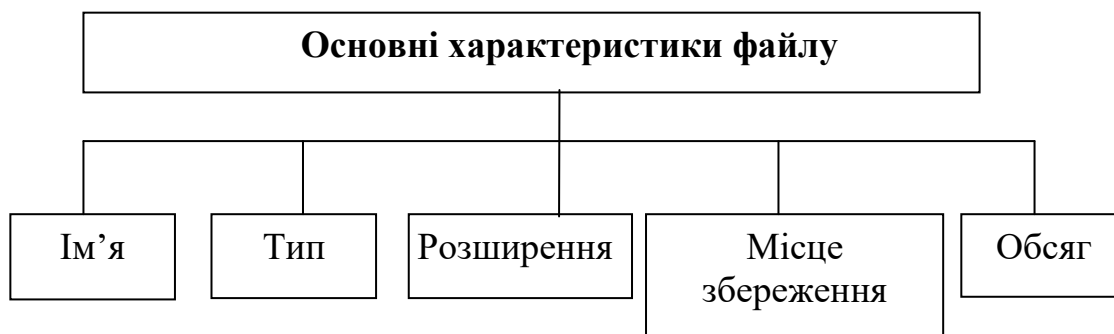 Основні характеристики файлу
Ім’я
Тип
Розширення
Місце
збереження
Обсяг